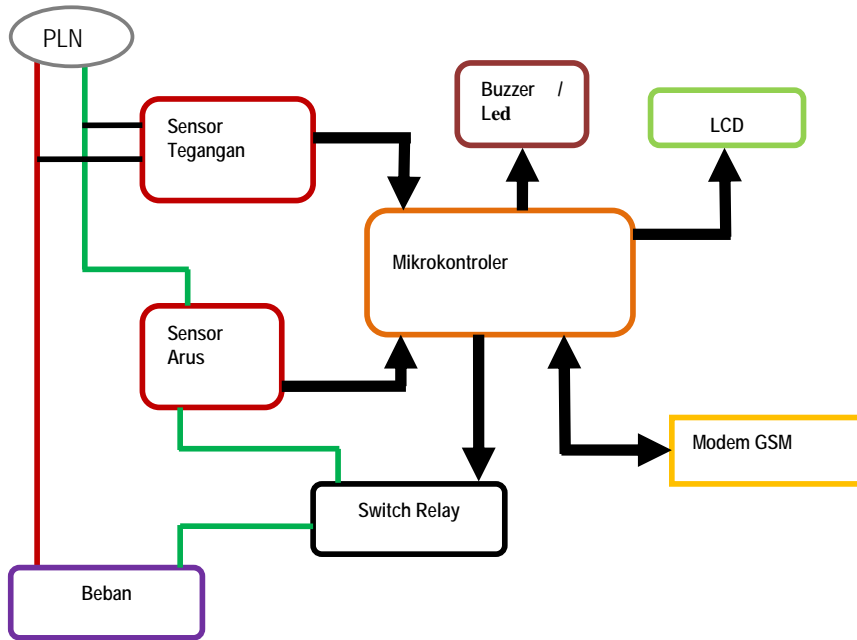 PLN
Sensor
Tegangan
Buzzer /
Led
LCD
Mikrokontroler
Sensor
Arus
Modem GSM
Switch Relay
Beban